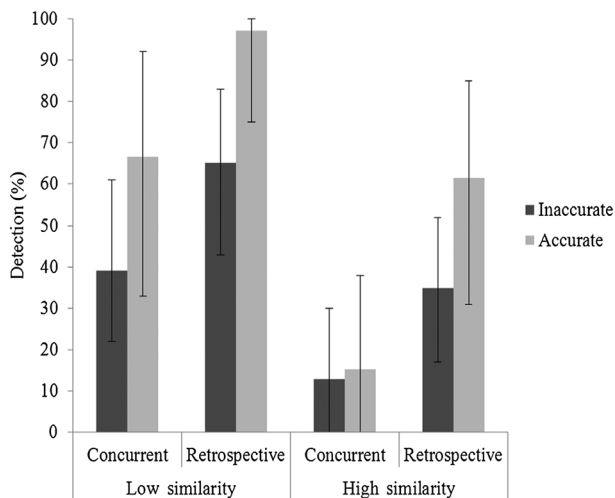 100
90
80
70
60
50
40
30
20
10
0
Detection (%)
Inaccurate
Accurate
Concurrent Retrospective Concurrent Retrospective
Low similarity High similarity